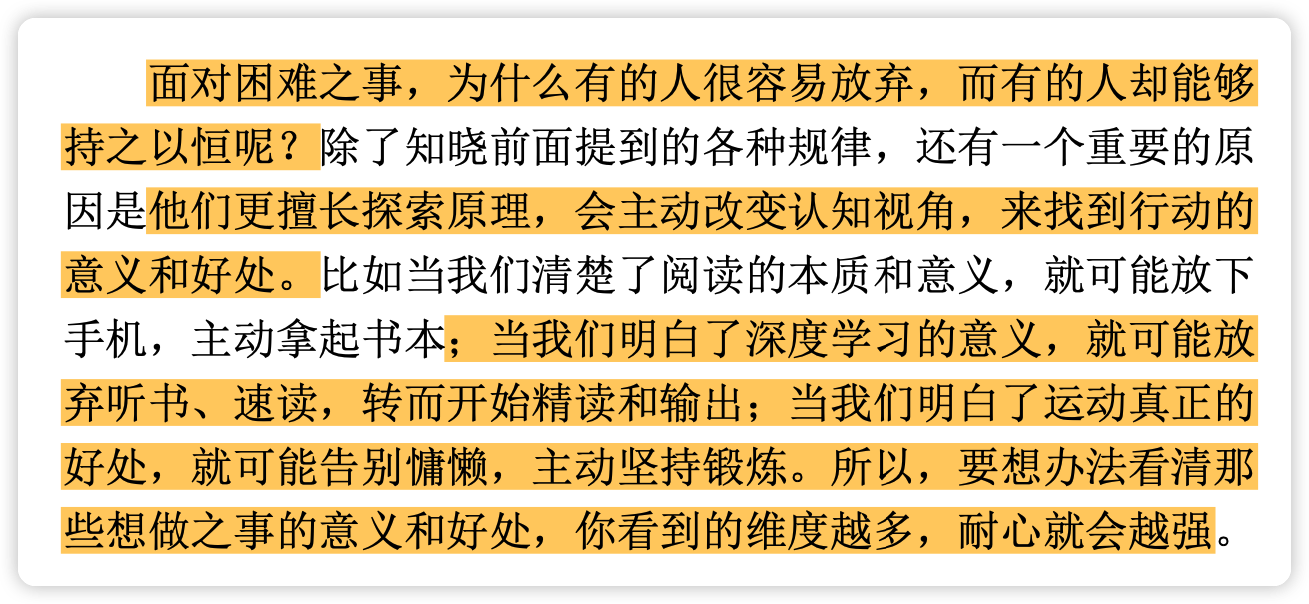 面对困难之事，为什么有的人很容易放弃，而有的人却能够
持之以恒呢？除了知晓前面提到的各种规律，还有一个重要的原
因是他们更擅长探索原理，会主动改变认知视角，来找到行动的
意义和好处。比如当我们清楚了阅读的本质和意义，就可能放下
手机，主动拿起书本；当我们明白了深度学习的意义，就可能放
弃听书、速读，转而开始精读和输出；当我们明白了运动真正的
好处，就可能告别慵懒，主动坚持锻炼。所以，要想办法看清那
些想做之事的意义和好处，你看到的维度越多，耐心就会越强。